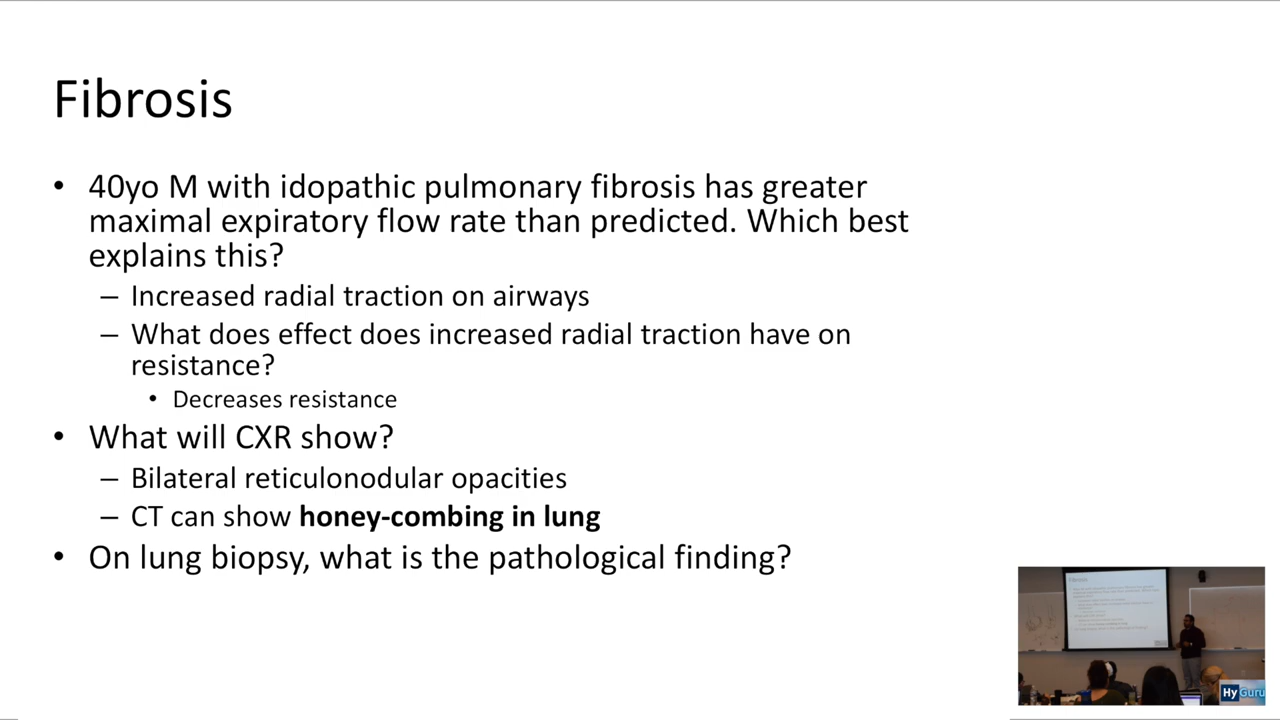 Fibrosis
• 40yo M with idopathic pulmonary fibrosis has greater
maximal expiratory flow rate than predicted. Which best
explains this?
– Increased radial traction on airways
– What does effect does increased radial traction have on
resistance?
• Decreases resistance
• What will CXR show?
– Bilateral reticulonodular opacities
– CT can show honey-combing in lung
• On lung biopsy, what is the pathological finding?
Fibrosis
HyGuru